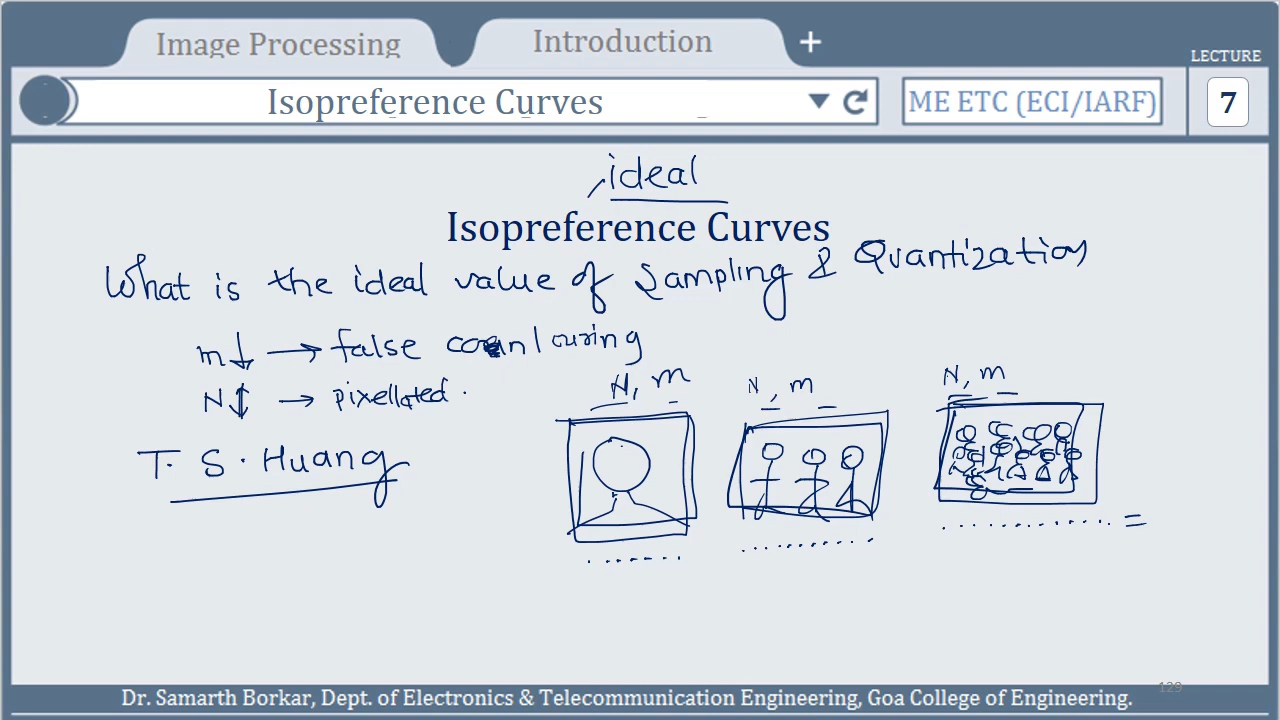 Image Processing
Introduction
+
LECTURE
Isopreference Curves
ME ETC (ECI/IARF)
7
ideal
Isopreference Curves
What is the ideal value of Sampling & Quantization
m↓ → false
N↕ → pixellated.
N, m
N, m
N, m
T. S. Huang
129
Dr. Samarth Borkar, Dept. of Electronics & Telecommunication Engineering, Goa College of Engineering.